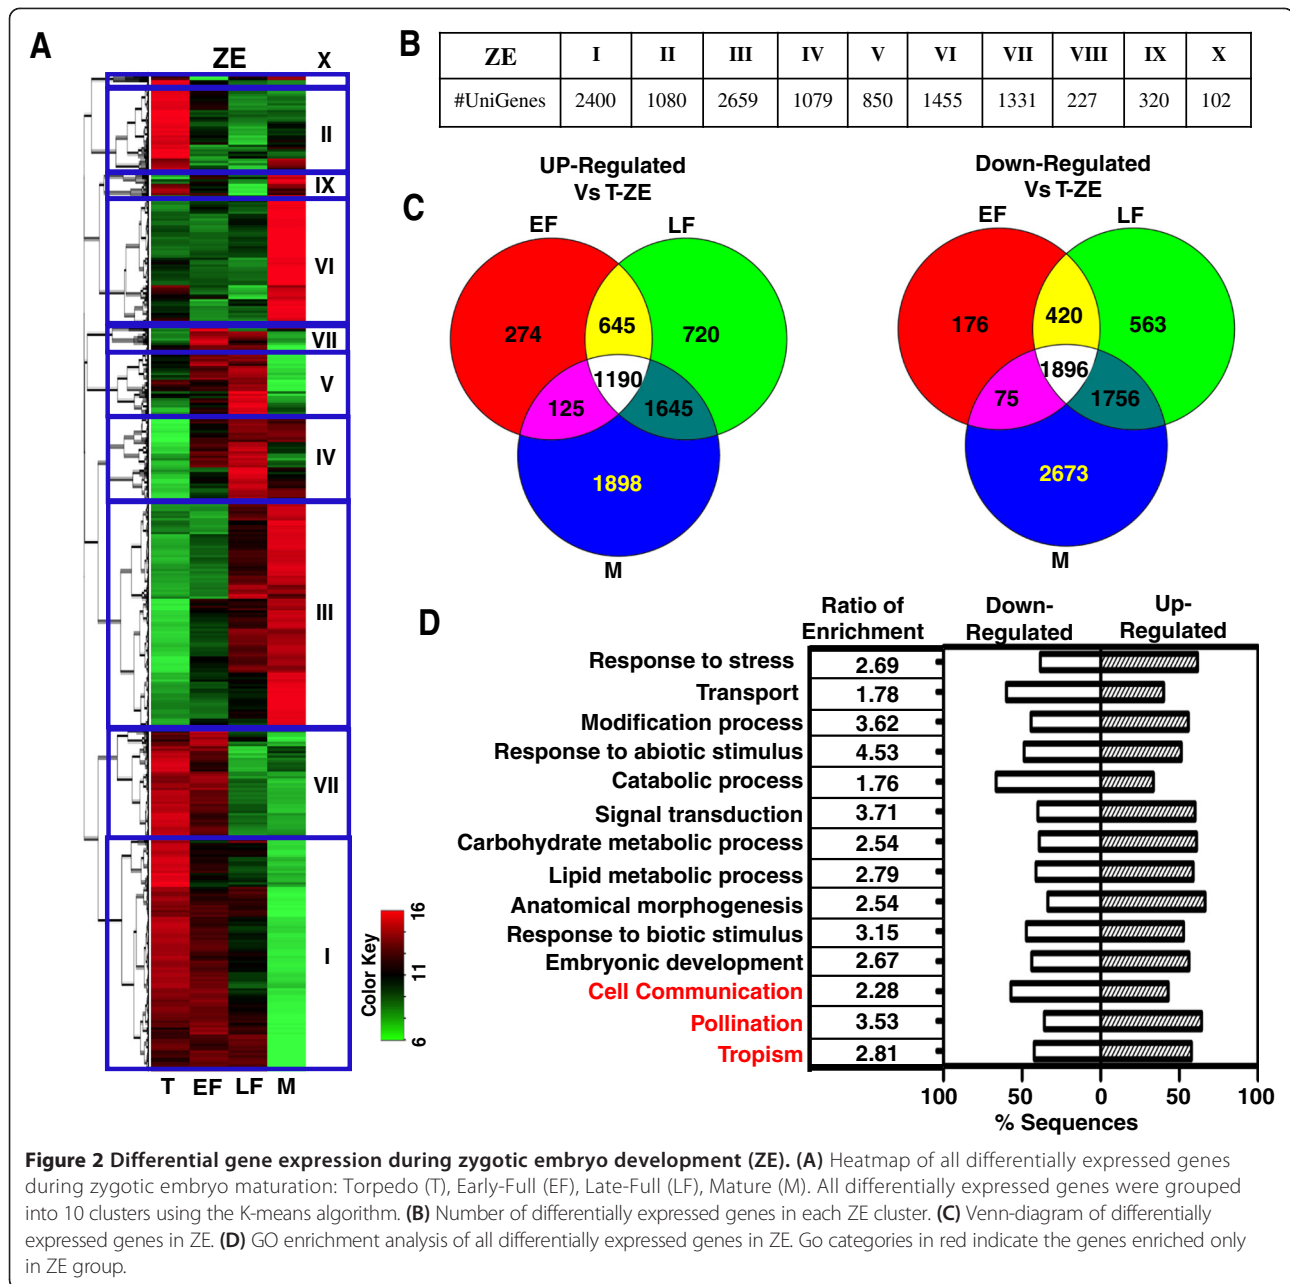 A
ZE
X
II
IX
VI
VII
V
IV
III
VII
I
T EF LF M
Color Key
16
11
6
B
ZE I II III IV V VI VII VIII IX X
#UniGenes 2400 1080 2659 1079 850 1455 1331 227 320 102
C
UP-Regulated
Vs T-ZE
EF
LF
274
645
720
1190
125
1645
1898
M
Down-Regulated
Vs T-ZE
EF
LF
176
420
563
1896
75
1756
2673
M
D
Ratio of
Enrichment
Down-
Regulated
Up-
Regulated
Response to stress 2.69
Transport 1.78
Modification process 3.62
Response to abiotic stimulus 4.53
Catabolic process 1.76
Signal transduction 3.71
Carbohydrate metabolic process 2.54
Lipid metabolic process 2.79
Anatomical morphogenesis 2.54
Response to biotic stimulus 3.15
Embryonic development 2.67
Cell Communication 2.28
Pollination 3.53
Tropism 2.81
100 50 0 50 100
% Sequences
Figure 2 Differential gene expression during zygotic embryo development (ZE). (A) Heatmap of all differentially expressed genes
during zygotic embryo maturation: Torpedo (T), Early-Full (EF), Late-Full (LF), Mature (M). All differentially expressed genes were grouped
into 10 clusters using the K-means algorithm. (B) Number of differentially expressed genes in each ZE cluster. (C) Venn-diagram of differentially
expressed genes in ZE. (D) GO enrichment analysis of all differentially expressed genes in ZE. Go categories in red indicate the genes enriched only
in ZE group.